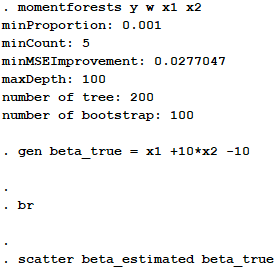 . momentforests y w x1 x2
minProportion: 0.001
minCount: 5
minMSEImprovement: 0.0277047
maxDepth: 100
number of tree: 200
number of bootstrap: 100
. gen beta_true = x1 +10*x2 -10
.
. br
.
. scatter beta_estimated beta_true